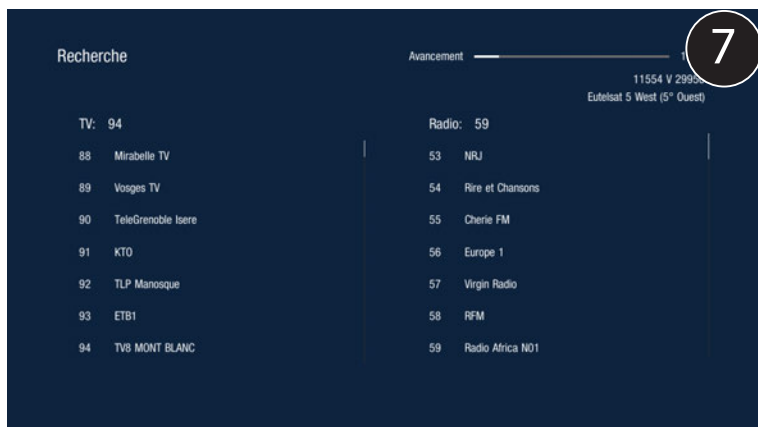 7
Recherche
Avancement
11554 V 2995
Eutelsat 5 West (5° Ouest)
TV: 94
Radio: 59
88 Mirabelle TV
53 NRJ
89 Vosges TV
54 Rire et Chansons
90 TeleGrenoble Isere
55 Cherie FM
91 KTO
56 Europe 1
92 TLP Manosque
57 Virgin Radio
93 ETB1
58 RFM
94 TV8 MONT BLANC
59 Radio Africa N01